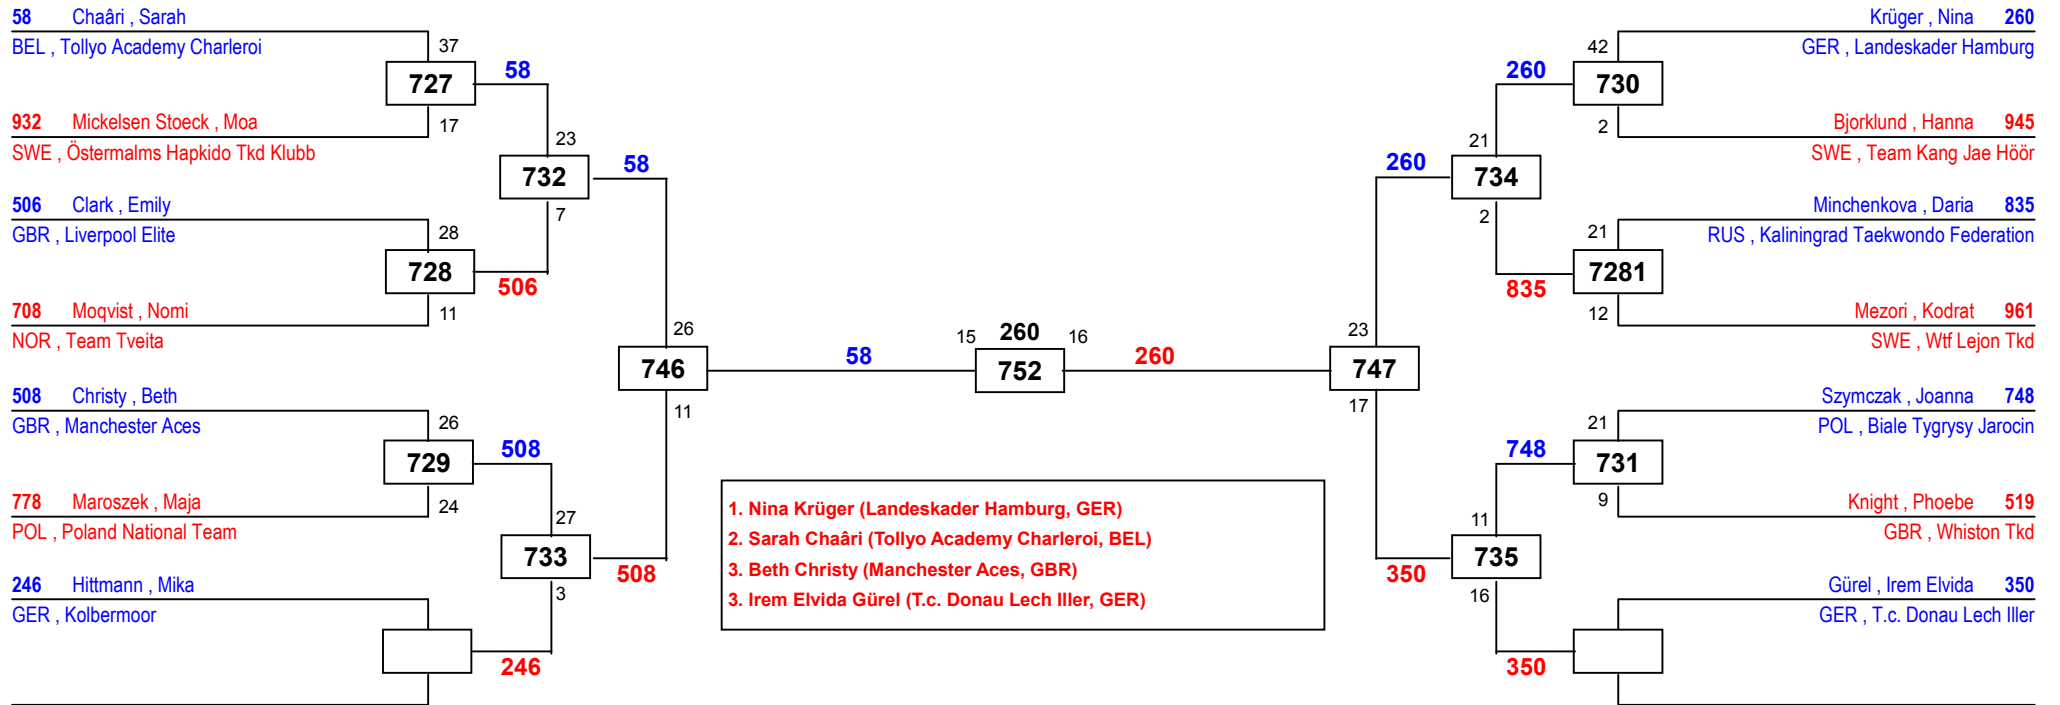 58 Chaâri , Sarah
BEL , Tollyo Academy Charleroi
37
727
58
17
932 Mickelsen Stoeck , Moa
SWE , Östermalms Hapkido Tkd Klubb
23
732
58
7
506 Clark , Emily
GBR , Liverpool Elite
28
728
506
11
708 Moqvist , Nomi
NOR , Team Tveita
26
746
58
11
508 Christy , Beth
GBR , Manchester Aces
26
729
508
24
778 Maroszek , Maja
POL , Poland National Team
27
733
508
3
246 Hittmann , Mika
GER , Kolbermoor
246
15 260 16
752
260
1. Nina Krüger (Landeskader Hamburg, GER)
2. Sarah Chaâri (Tollyo Academy Charleroi, BEL)
3. Beth Christy (Manchester Aces, GBR)
3. Irem Elvida Gürel (T.c. Donau Lech Iller, GER)
Krüger , Nina 260
GER , Landeskader Hamburg
42
260
730
2
Bjorklund , Hanna 945
SWE , Team Kang Jae Höör
21
260
734
2
Minchenkova , Daria 835
RUS , Kaliningrad Taekwondo Federation
21
7281
835
12
Mezori , Kodrat 961
SWE , Wtf Lejon Tkd
23
747
17
Szymczak , Joanna 748
POL , Biale Tygrysy Jarocin
21
748
731
9
Knight , Phoebe 519
GBR , Whiston Tkd
11
735
350
16
Gürel , Irem Elvida 350
GER , T.c. Donau Lech Iller
350